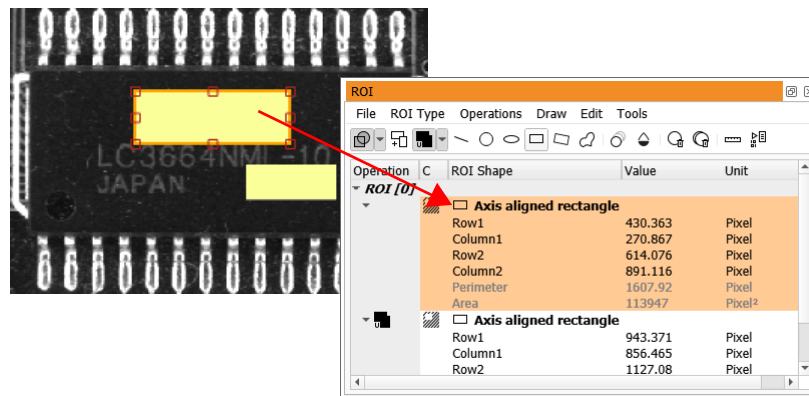 LC3664NML-10
JAPAN
ROI
File ROI Type Operations Draw Edit Tools
Operation C ROI Shape Value Unit
ROI [0]
Axis aligned rectangle
Row1 430.363 Pixel
Column1 270.867 Pixel
Row2 614.076 Pixel
Column2 891.116 Pixel
Perimeter 1607.92 Pixel
Area 113947 Pixel²
Axis aligned rectangle
Row1 943.371 Pixel
Column1 856.465 Pixel
Row2 1127.08 Pixel